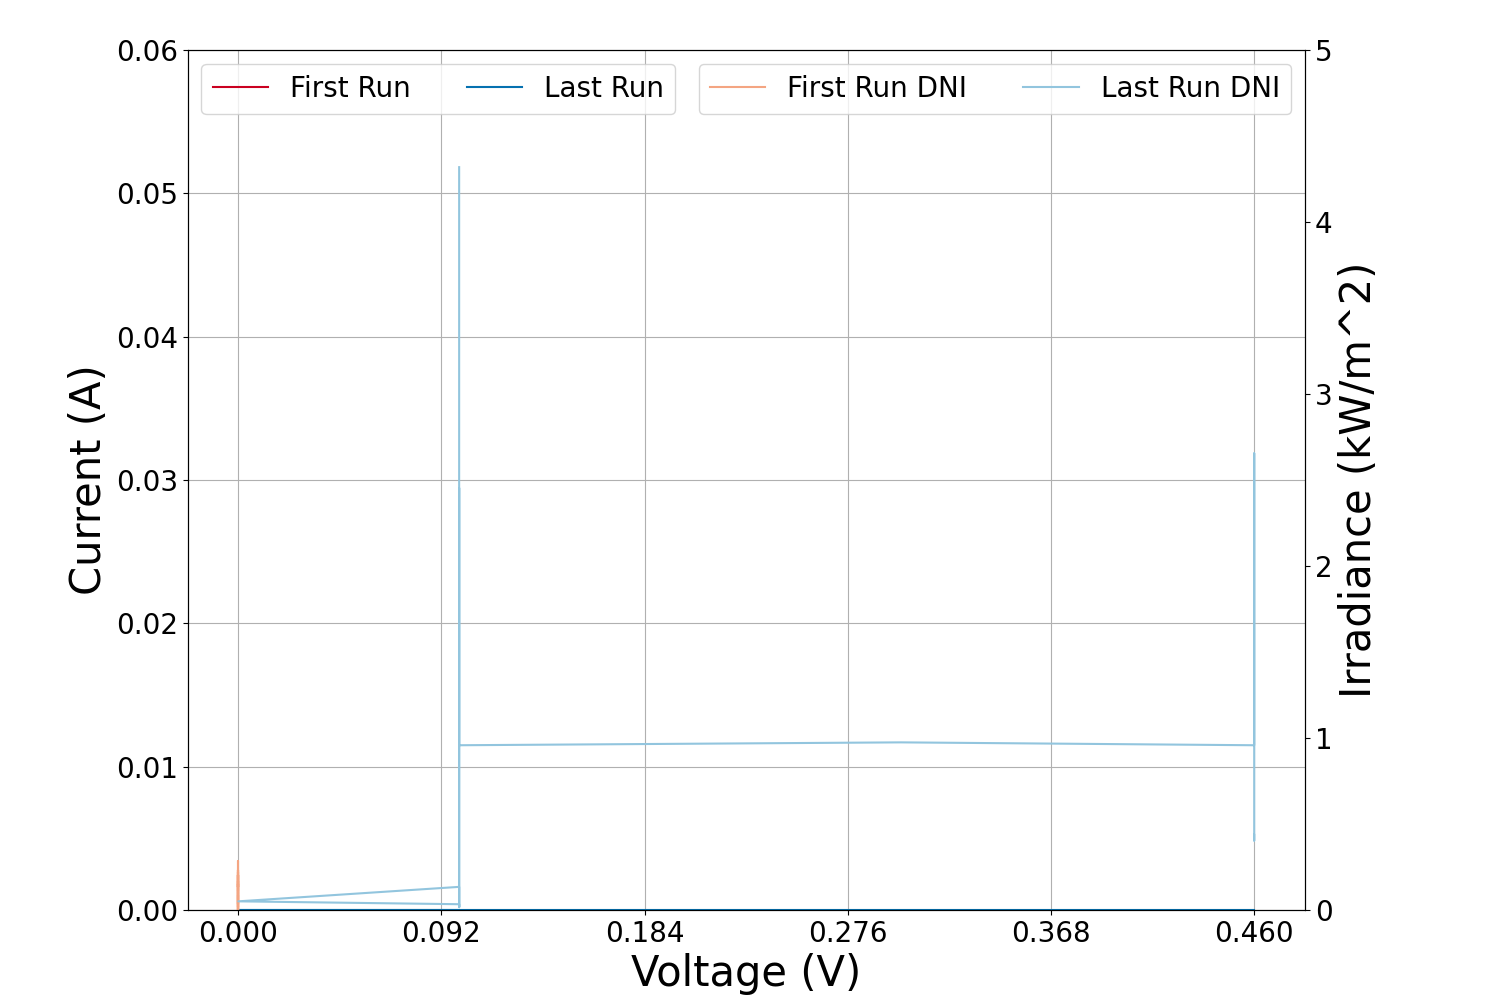 First Run
Last Run
First Run DNI
Last Run DNI
0.06
0.05
0.04
0.03
0.02
0.01
0.00
Current (A)
5
4
3
2
1
0
Irradiance (kW/m^2)
0.000 0.092 0.184 0.276 0.368 0.460
Voltage (V)